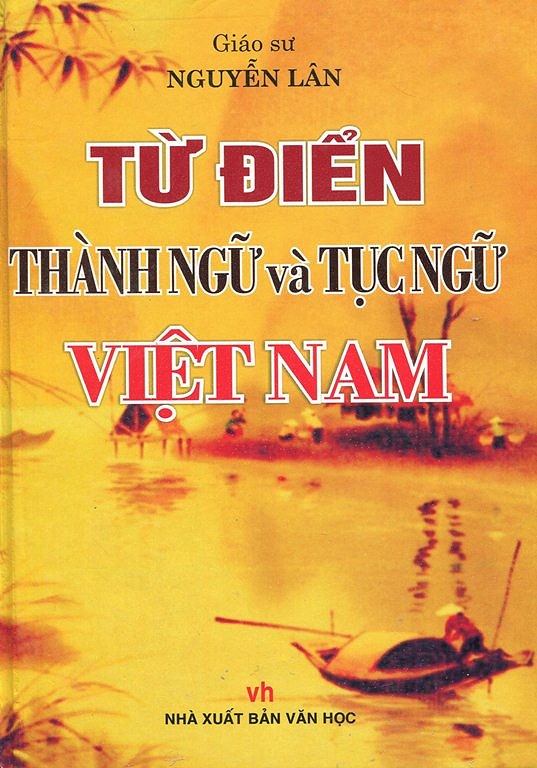 Giáo sư
NGUYỄN LÂN
TỪ ĐIỂN
THÀNH NGỮ và TỤC NGỮ
VIỆT NAM
vh
NHÀ XUẤT BẢN VĂN HỌC